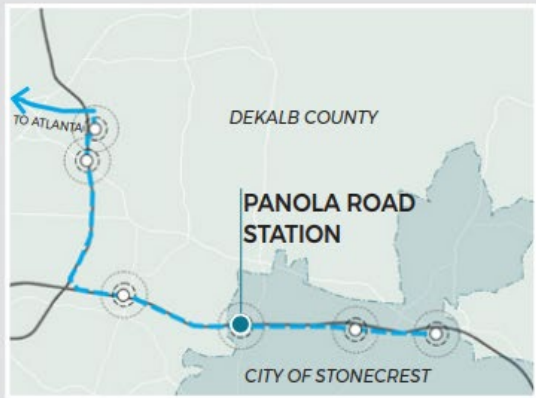 TO ATLANTA
DEKALB COUNTY
PANOLA ROAD
STATION
CITY OF STONECREST